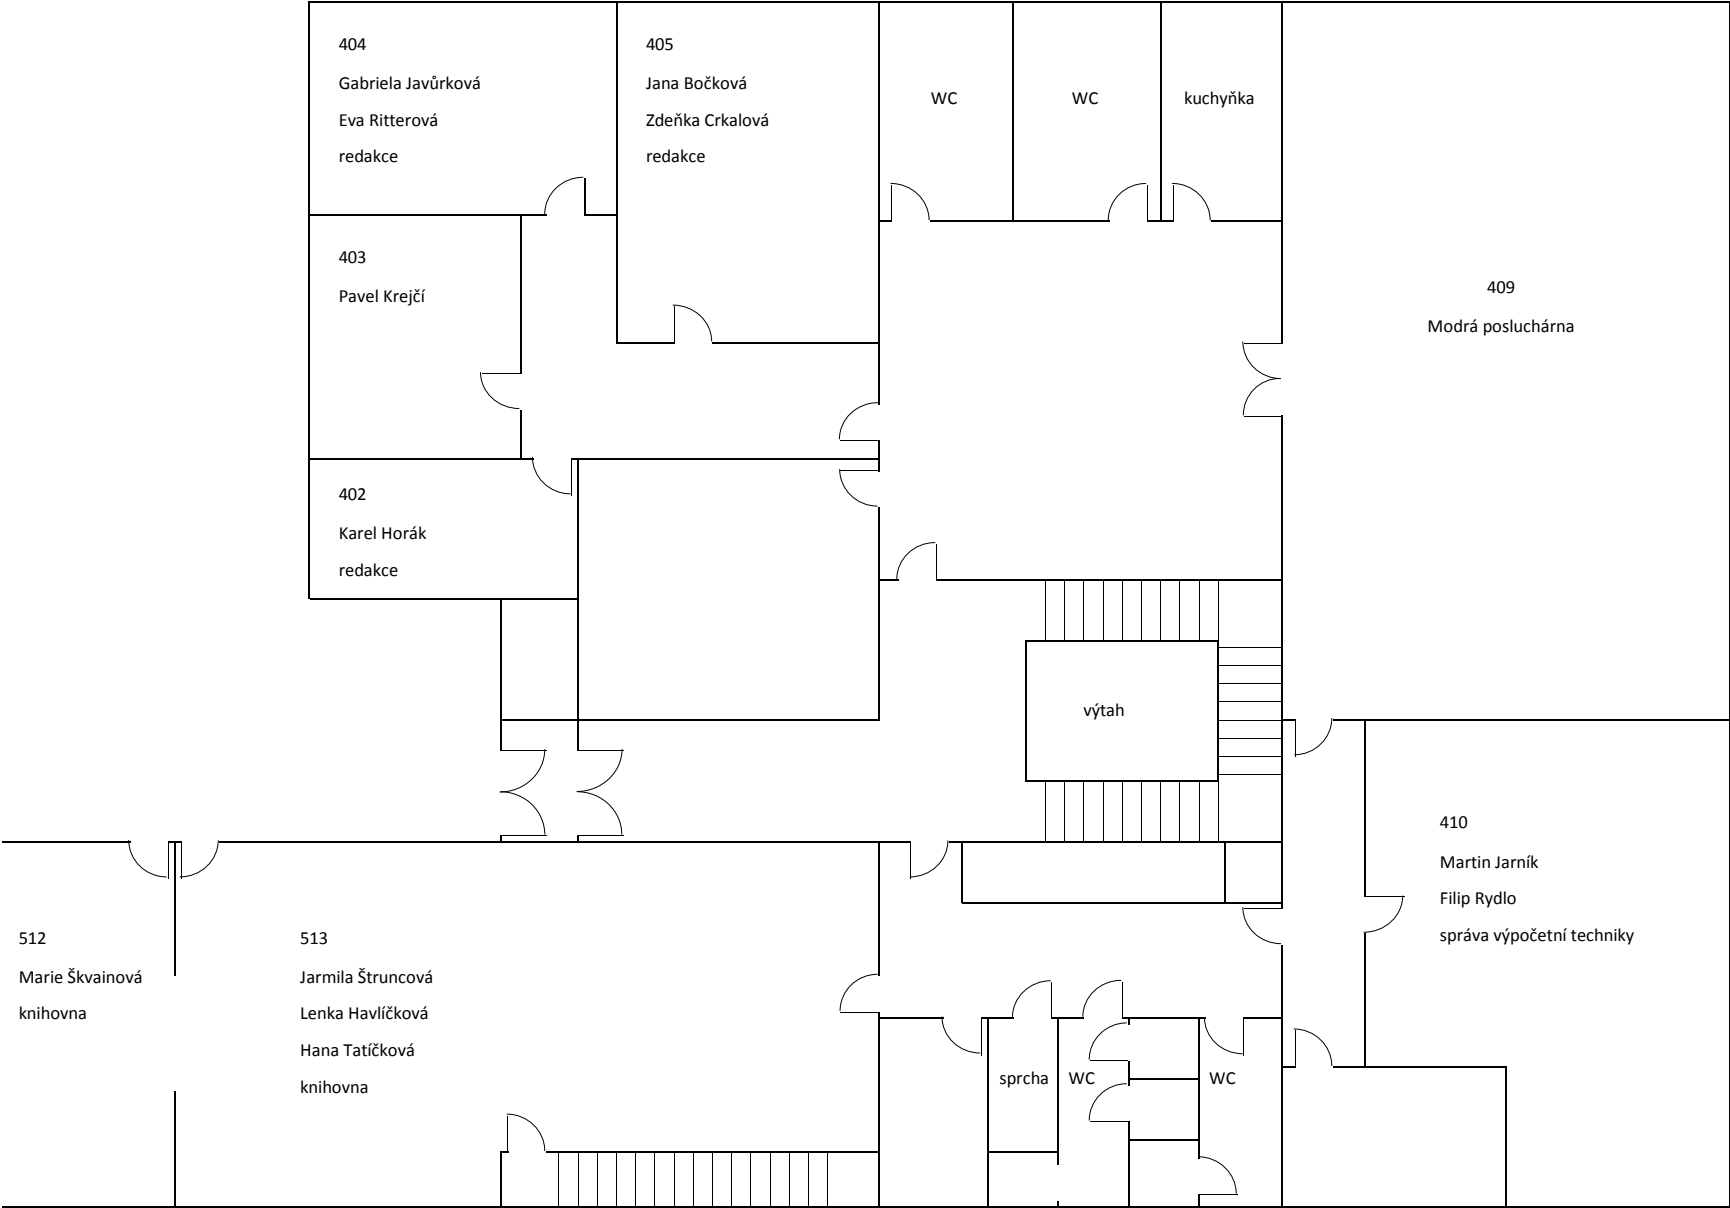 404
Gabriela Javůrková
Eva Ritterová
redakce
405
Jana Bočková
Zdeňka Crkalová
redakce
WC
WC
kuchyňka
403
Pavel Krejčí
409
Modrá posluchárna
402
Karel Horák
redakce
výtah
410
Martin Jarník
Filip Rydlo
správa výpočetní techniky
512
Marie Škvainová
knihovna
513
Jarmila Štruncová
Lenka Havlíčková
Hana Tatíčková
knihovna
sprcha
WC
WC